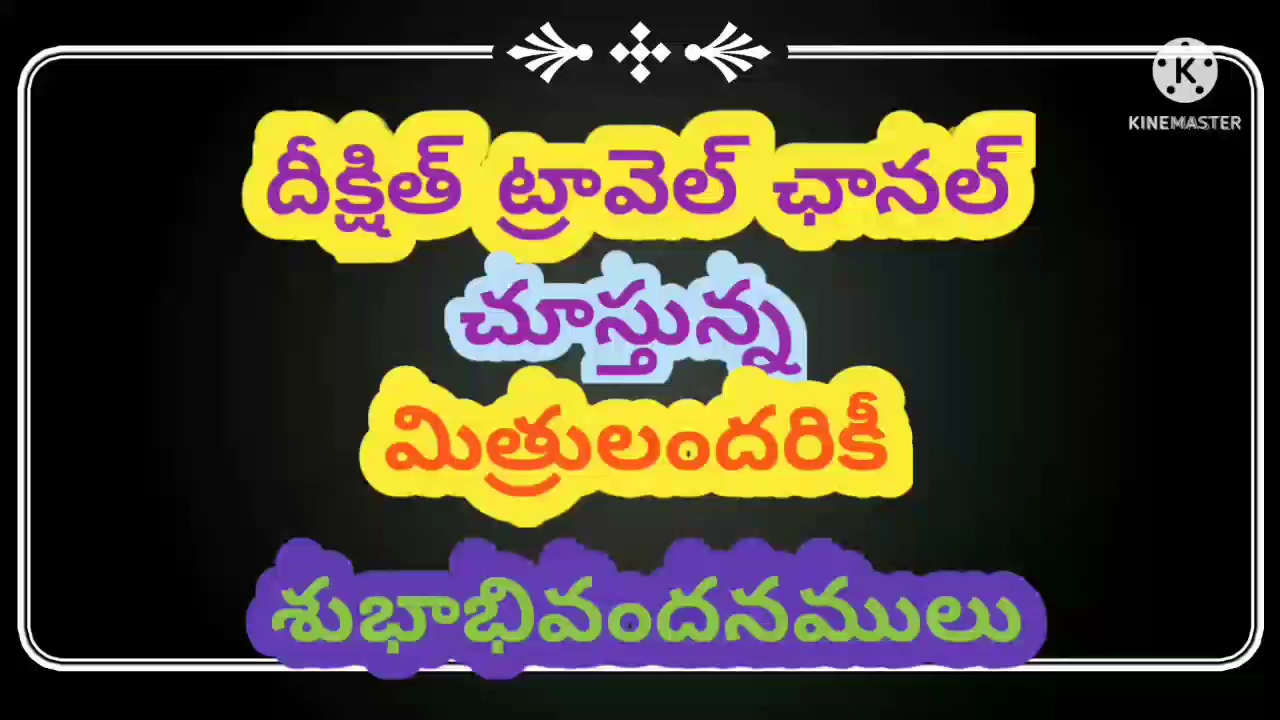 KINEMASTER
దీక్షిత్ ట్రావెల్ ఛానల్
చూస్తున్న
మిత్రులందరికీ
శుభాభివందనములు